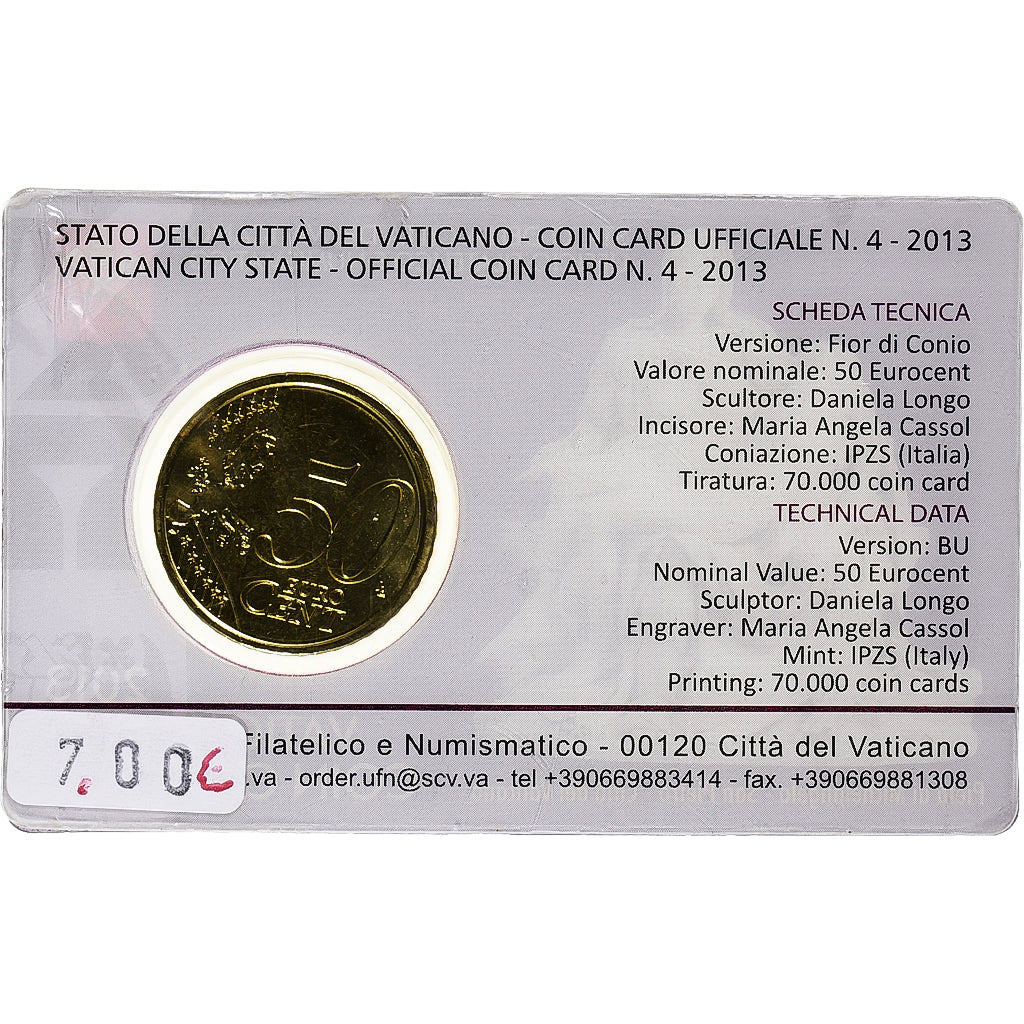 STATO DELLA CITTÀ DEL VATICANO - COIN CARD UFFICIALE N. 4 - 2013
VATICAN CITY STATE - OFFICIAL COIN CARD N. 4 - 2013
SCHEDA TECNICA
Versione: Fior di Conio
Valore nominale: 50 Eurocent
Scultore: Daniela Longo
Incisore: Maria Angela Cassol
Coniazione: IPZS (Italia)
Tiratura: 70.000 coin card
TECHNICAL DATA
Version: BU
Nominal Value: 50 Eurocent
Sculptor: Daniela Longo
Engraver: Maria Angela Cassol
Mint: IPZS (Italy)
Printing: 70.000 coin cards
50
EURO
CENT
Filatelico e Numismatico - 00120 Città del Vaticano
.va - order.ufn@scv.va - tel +390669883414 - fax. +390669881308
7.00€